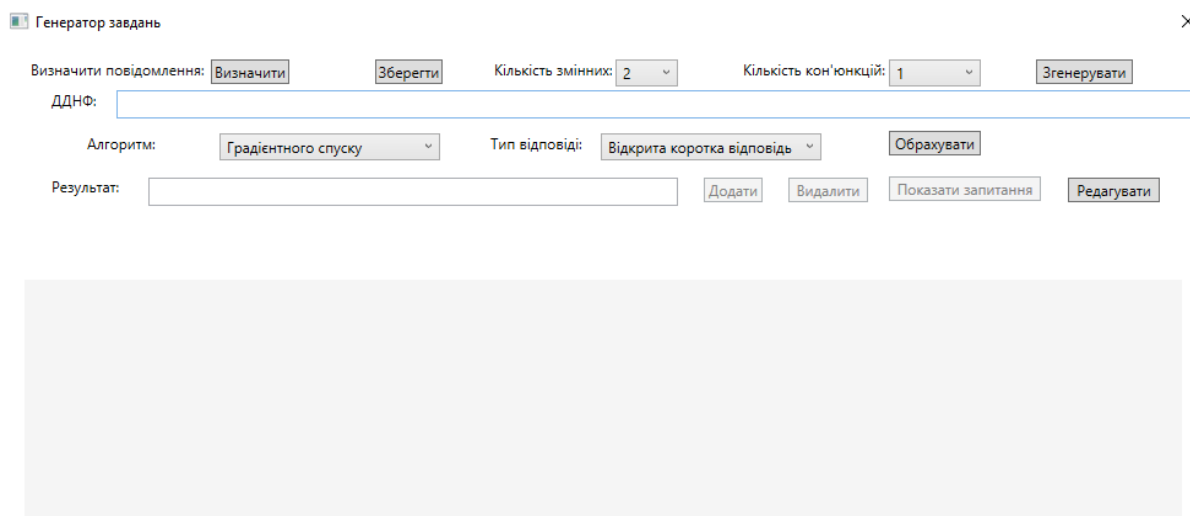 Генератор завдань
Визначити повідомлення: Визначити Зберегти Кількість змінних: 2 Кількість кон'юнкцій: 1 Згенерувати
ДДНФ:
Алгоритм: Градієнтного спуску Тип відповіді: Відкрита коротка відповідь Обрахувати
Результат: Додати Видалити Показати запитання Редагувати